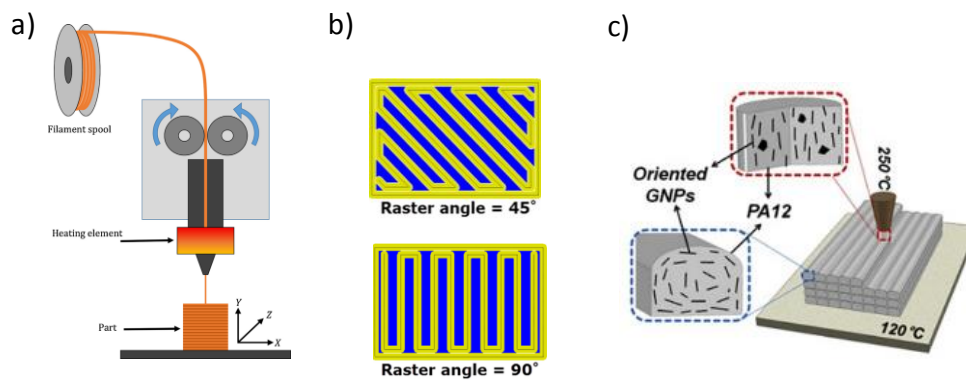 a)
Filament spool
Heating element
Part
Y
Z
X
b)
Raster angle = 45°
Raster angle = 90°
c)
Oriented
GNPs
PA12
250°C
120°C